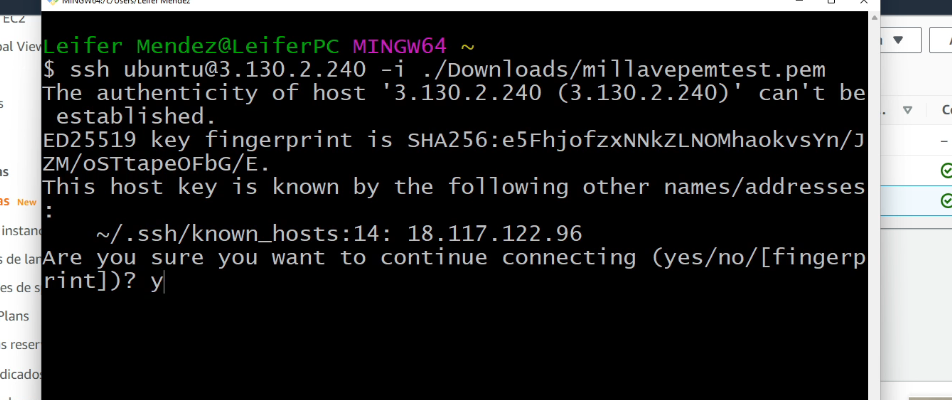 MINGW64:/c/Users/Leifer Mendez
EC2
Leifer Mendez@LeiferPC MINGW64 ~
$ ssh ubuntu@3.130.2.240 -i ./Downloads/millavepemtest.pem
The authenticity of host '3.130.2.240 (3.130.2.240)' can't be
established.
ED25519 key fingerprint is SHA256:e5FhjofzxNNkZLNOMhaokvsYn/J
ZM/oSTtapeOFbG/E.
This host key is known by the following other names/addresses
:
~/.ssh/known_hosts:14: 18.117.122.96
Are you sure you want to continue connecting (yes/no/[fingerp
rint])? y
bal View
s
as
as New
instanc
s de lan
es de s
Plans
s reser
dicados